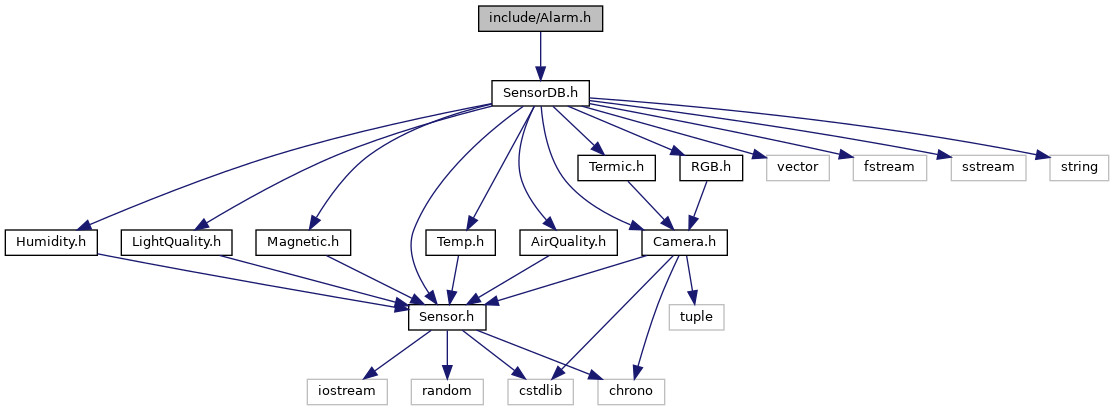 include/Alarm.h
SensorDB.h
Termic.h
RGB.h
vector
fstream
sstream
string
Humidity.h
LightQuality.h
Magnetic.h
Temp.h
AirQuality.h
Camera.h
Sensor.h
tuple
iostream
random
cstdlib
chrono